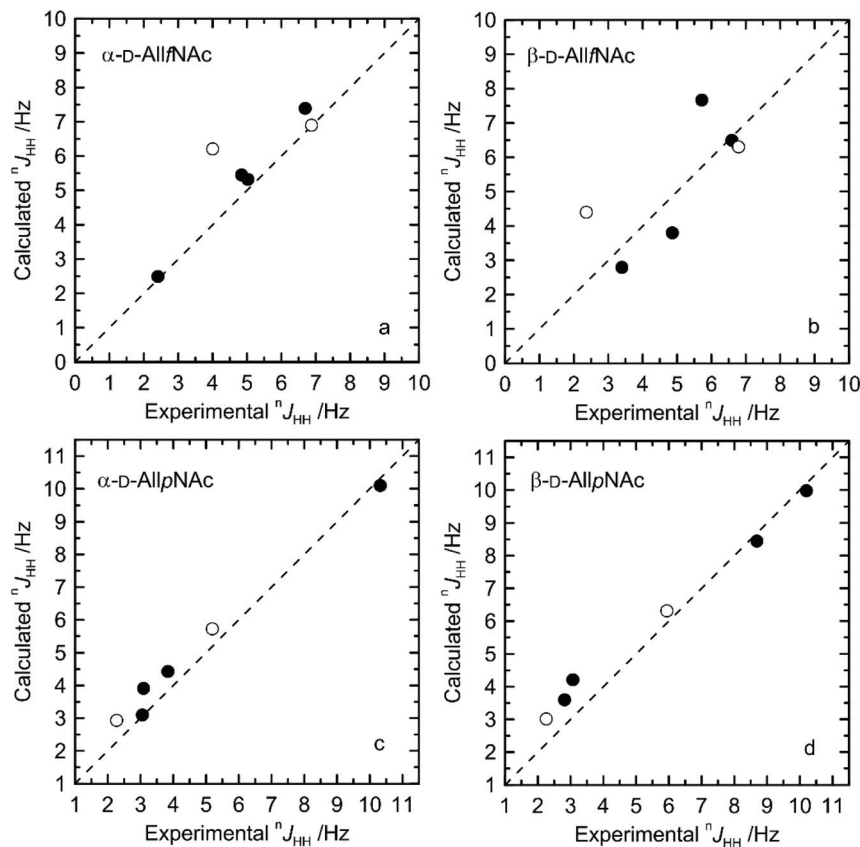 α-D-AllfNAc
Calculated ⁿJHH /Hz
10
9
8
7
6
5
4
3
2
1
0
0 1 2 3 4 5 6 7 8 9 10
a
Experimental ⁿJHH /Hz
β-D-AllfNAc
Calculated ⁿJHH /Hz
10
9
8
7
6
5
4
3
2
1
0
0 1 2 3 4 5 6 7 8 9 10
b
Experimental ⁿJHH /Hz
α-D-AllpNAc
Calculated ⁿJHH /Hz
11
10
9
8
7
6
5
4
3
2
1
1 2 3 4 5 6 7 8 9 10 11
c
Experimental ⁿJHH /Hz
β-D-AllpNAc
Calculated ⁿJHH /Hz
11
10
9
8
7
6
5
4
3
2
1
1 2 3 4 5 6 7 8 9 10 11
d
Experimental ⁿJHH /Hz